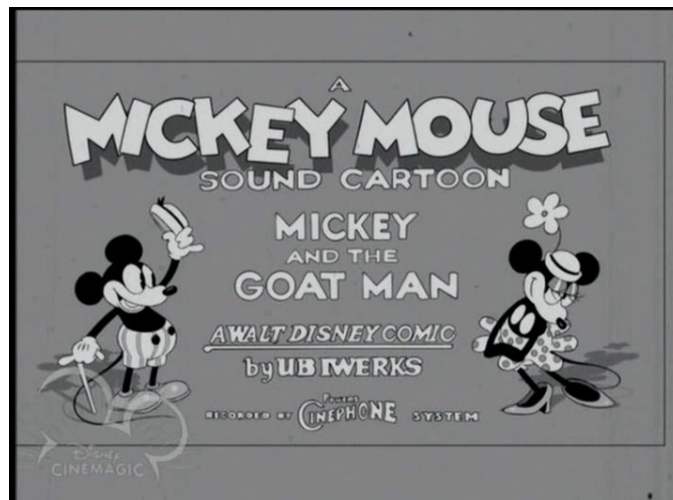 A
MICKEY MOUSE
SOUND CARTOON
MICKEY
AND THE
GOAT MAN
A WALT DISNEY COMIC
by UB IWERKS
POWERS
RECORDED BY CINEPHONE SYSTEM
Disney
CINEMAGIC